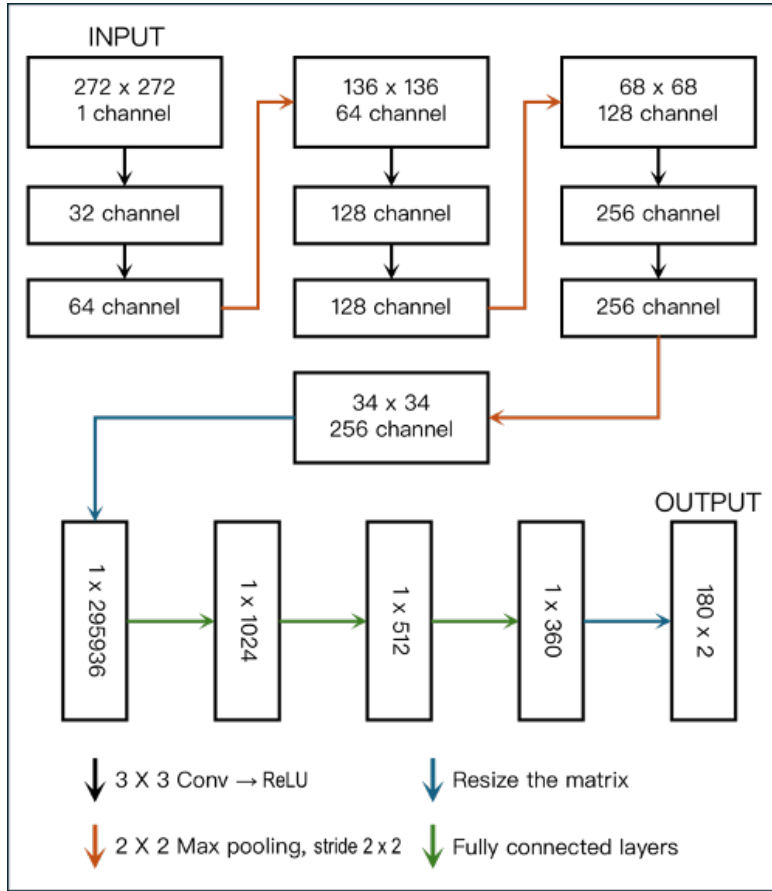 INPUT
272 x 272
1 channel
32 channel
64 channel
136 x 136
64 channel
128 channel
128 channel
68 x 68
128 channel
256 channel
256 channel
34 x 34
256 channel
OUTPUT
1 x 295936
1 x 1024
1 x 512
1 x 360
180 x 2
3 X 3 Conv → ReLU
Resize the matrix
2 X 2 Max pooling, stride 2 x 2
Fully connected layers